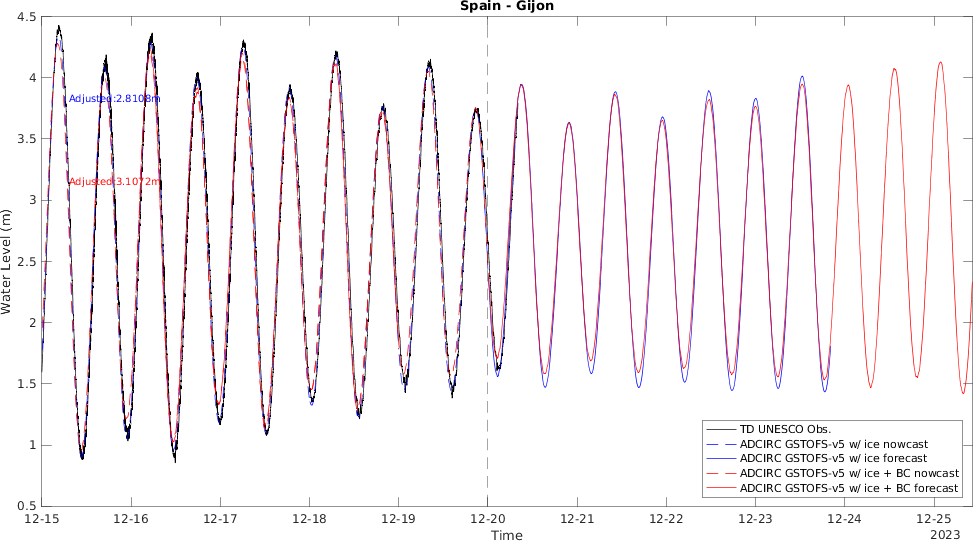 Spain - Gijon
4.5
4
3.5
3
2.5
2
1.5
1
0.5
Water Level (m)
Adjusted:2.8108m
Adjusted:3.1072m
TD UNESCO Obs.
ADCIRC GSTOFS-v5 w/ ice nowcast
ADCIRC GSTOFS-v5 w/ ice forecast
ADCIRC GSTOFS-v5 w/ ice + BC nowcast
ADCIRC GSTOFS-v5 w/ ice + BC forecast
12-15 12-16 12-17 12-18 12-19 12-20 12-21 12-22 12-23 12-24 12-25
2023
Time